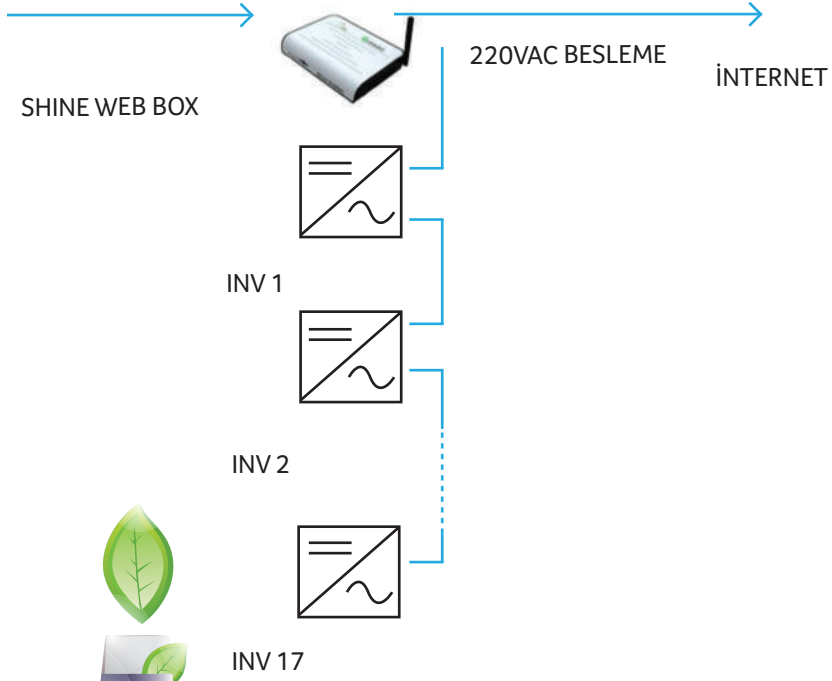 220VAC BESLEME
İNTERNET
SHINE WEB BOX
INV 1
INV 2
INV 17